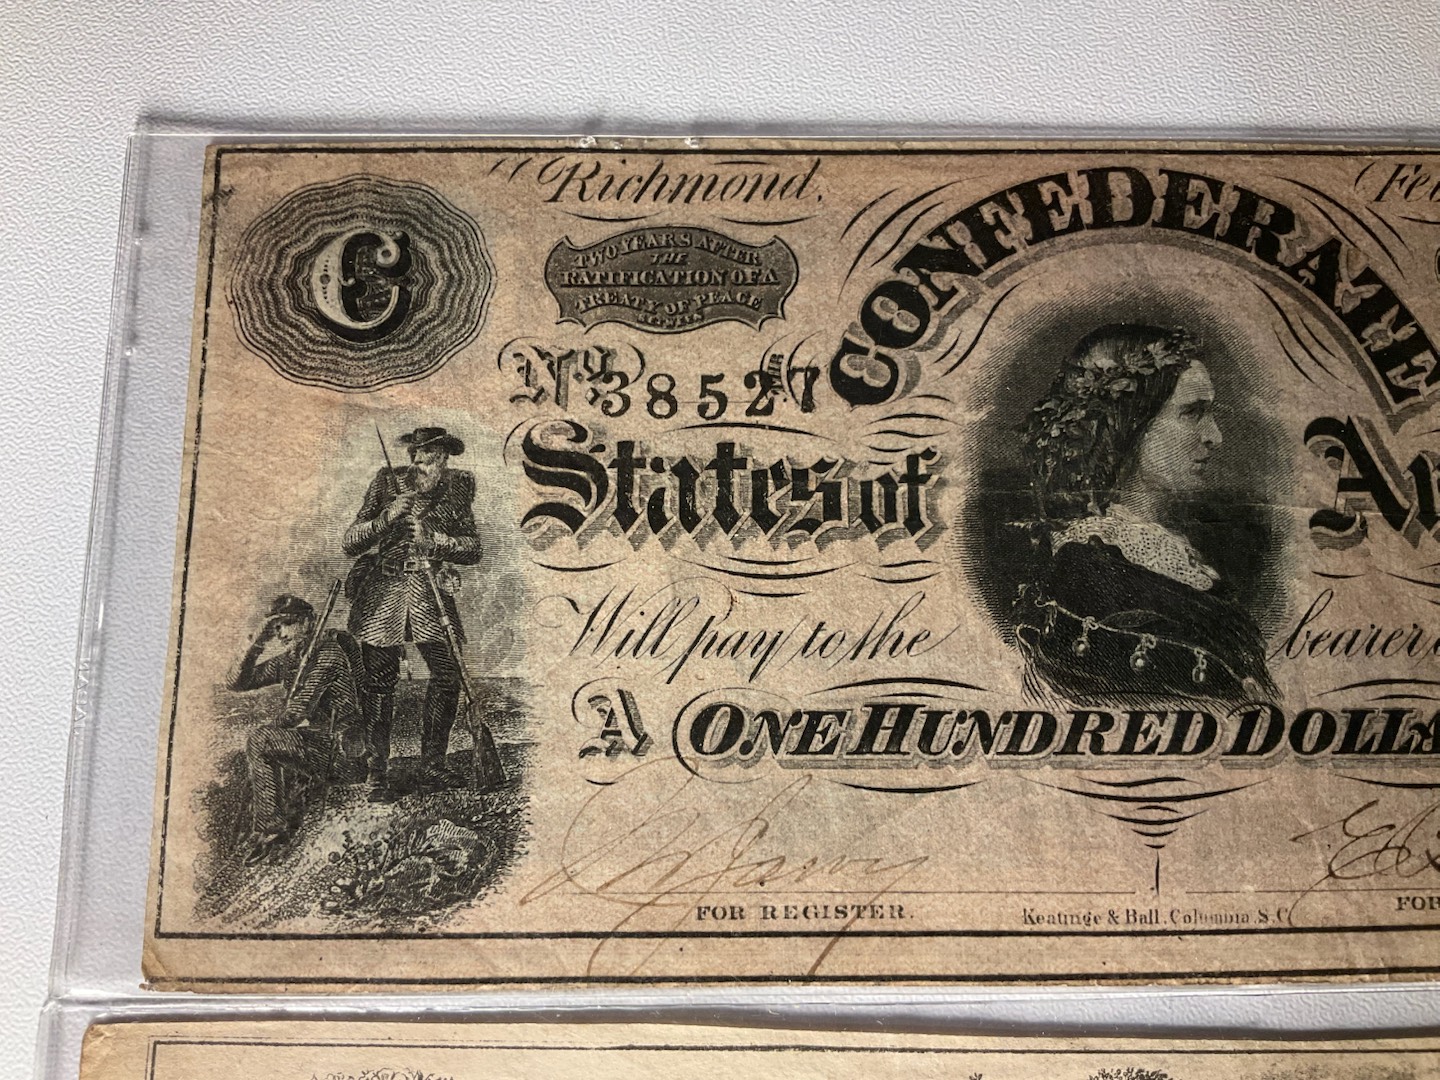 Richmond.
C
TWO YEARS AFTER
THE
RATIFICATION OF A
TREATY OF PEACE
BETWEEN
CONFEDERATE
No. 38527
States of
Will pay to the bearer
A ONE HUNDRED
FOR REGISTER.
Keatinge & Ball, Columbia, S.C.